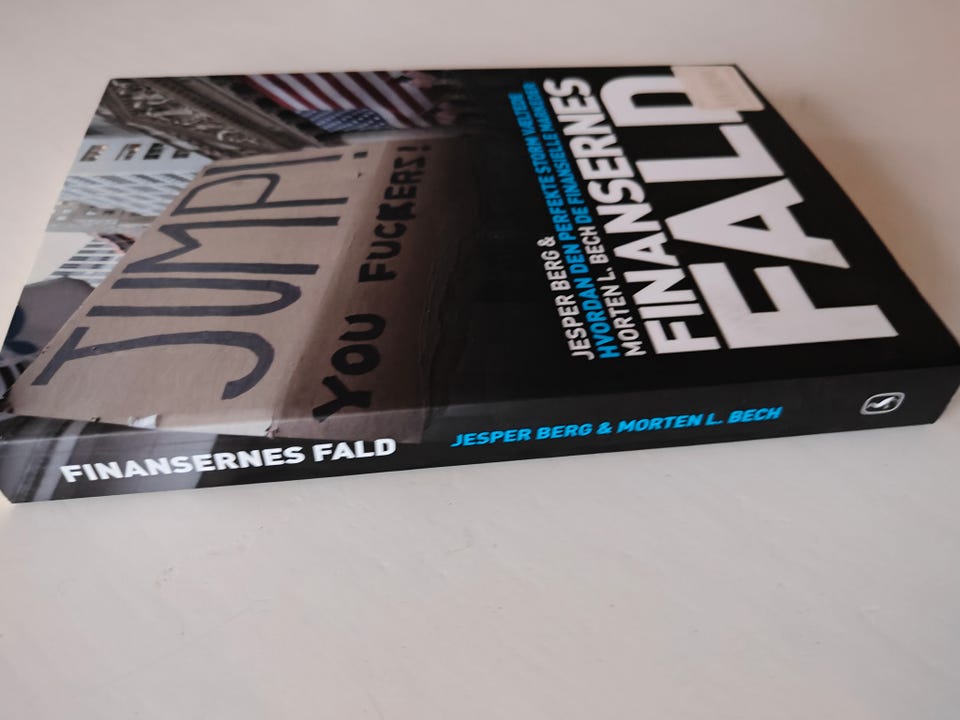 JUMP!
YOU FUCKERS!
JESPER BERG &
MORTEN L. BECH
HVORDAN DEN PERFEKTE STORM VÆLTEDE
DE FINANSIELLE MARKEDER
FINANSERNES
FALD
FINANSERNES FALD
JESPER BERG & MORTEN L. BECH